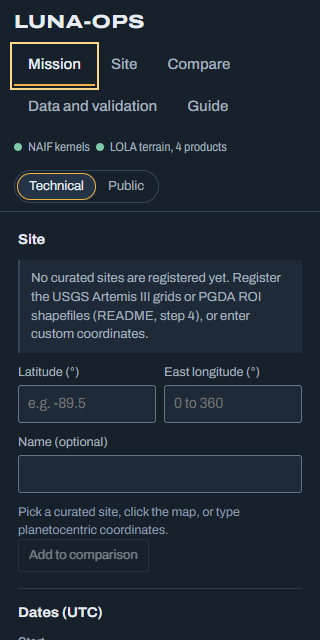 LUNA-OPS
Mission Site Compare
Data and validation Guide
NAIF kernels LOLA terrain, 4 products
Technical Public
Site
No curated sites are registered yet. Register
the USGS Artemis III grids or PGDA ROI
shapefiles (README, step 4), or enter
custom coordinates.
Latitude (°) East longitude (°)
e.g. -89.5 0 to 360
Name (optional)
Pick a curated site, click the map, or type
planetocentric coordinates.
Add to comparison
Dates (UTC)
Start